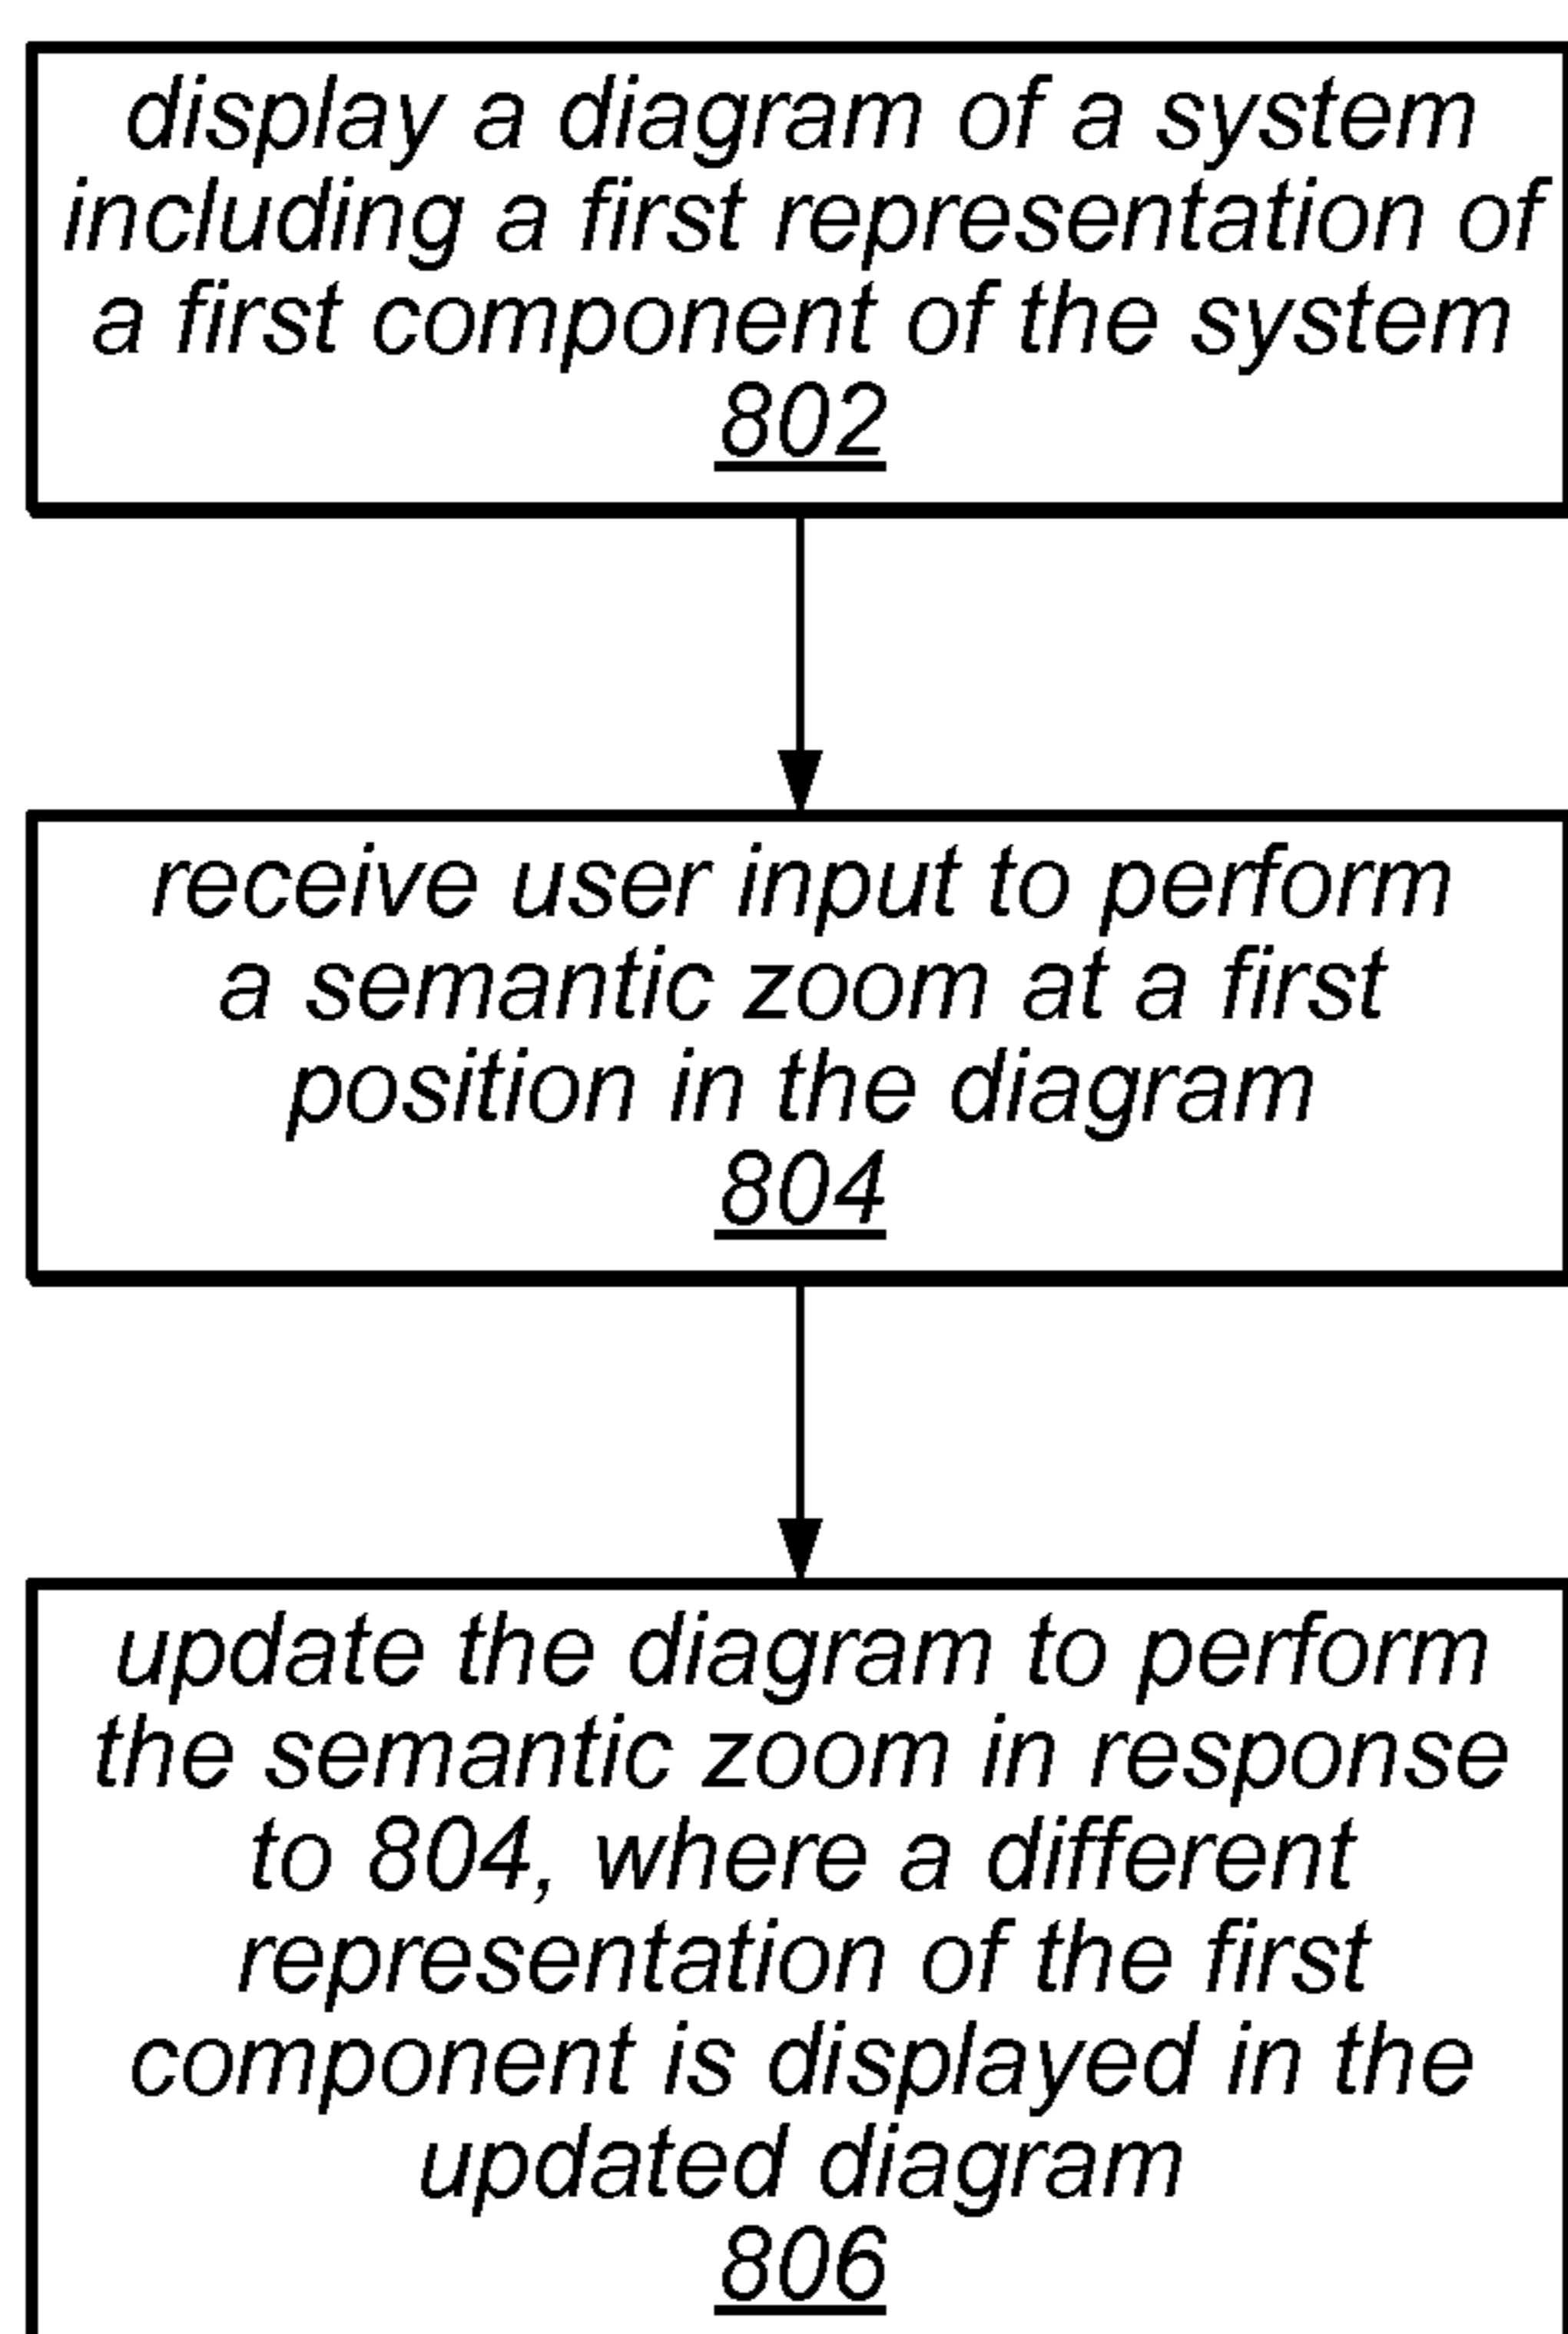 display a diagram of a system
including a first representation of
a first component of the system
802
receive user input to perform
a semantic zoom at a first
position in the diagram
804
update the diagram to perform
the semantic zoom in response
to 804, where a different
representation of the first
component is displayed in the
updated diagram
806